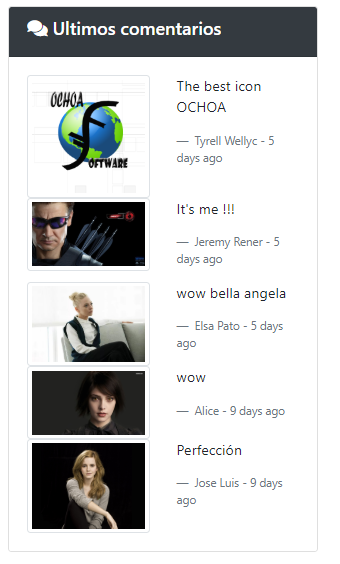 Ultimos comentarios
OCHOA
SOFTWARE
The best icon
OCHOA
— Tyrell Wellyc - 5
days ago
It's me !!!
— Jeremy Rener - 5
days ago
wow bella angela
— Elsa Pato - 5 days
ago
wow
— Alice - 9 days ago
Perfección
— Jose Luis - 9 days
ago